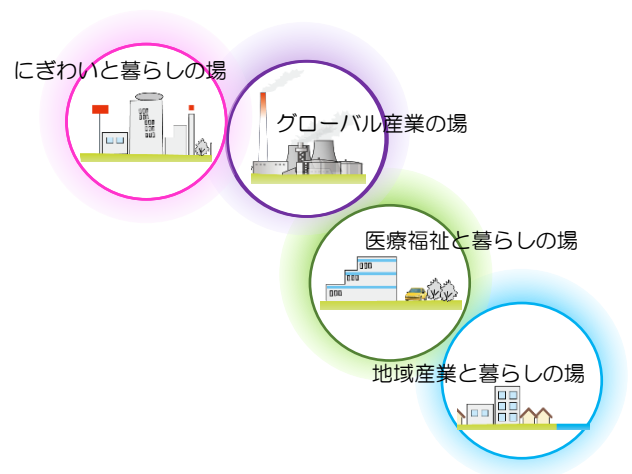 にぎわいと暮らしの場
グローバル産業の場
医療福祉と暮らしの場
地域産業と暮らしの場